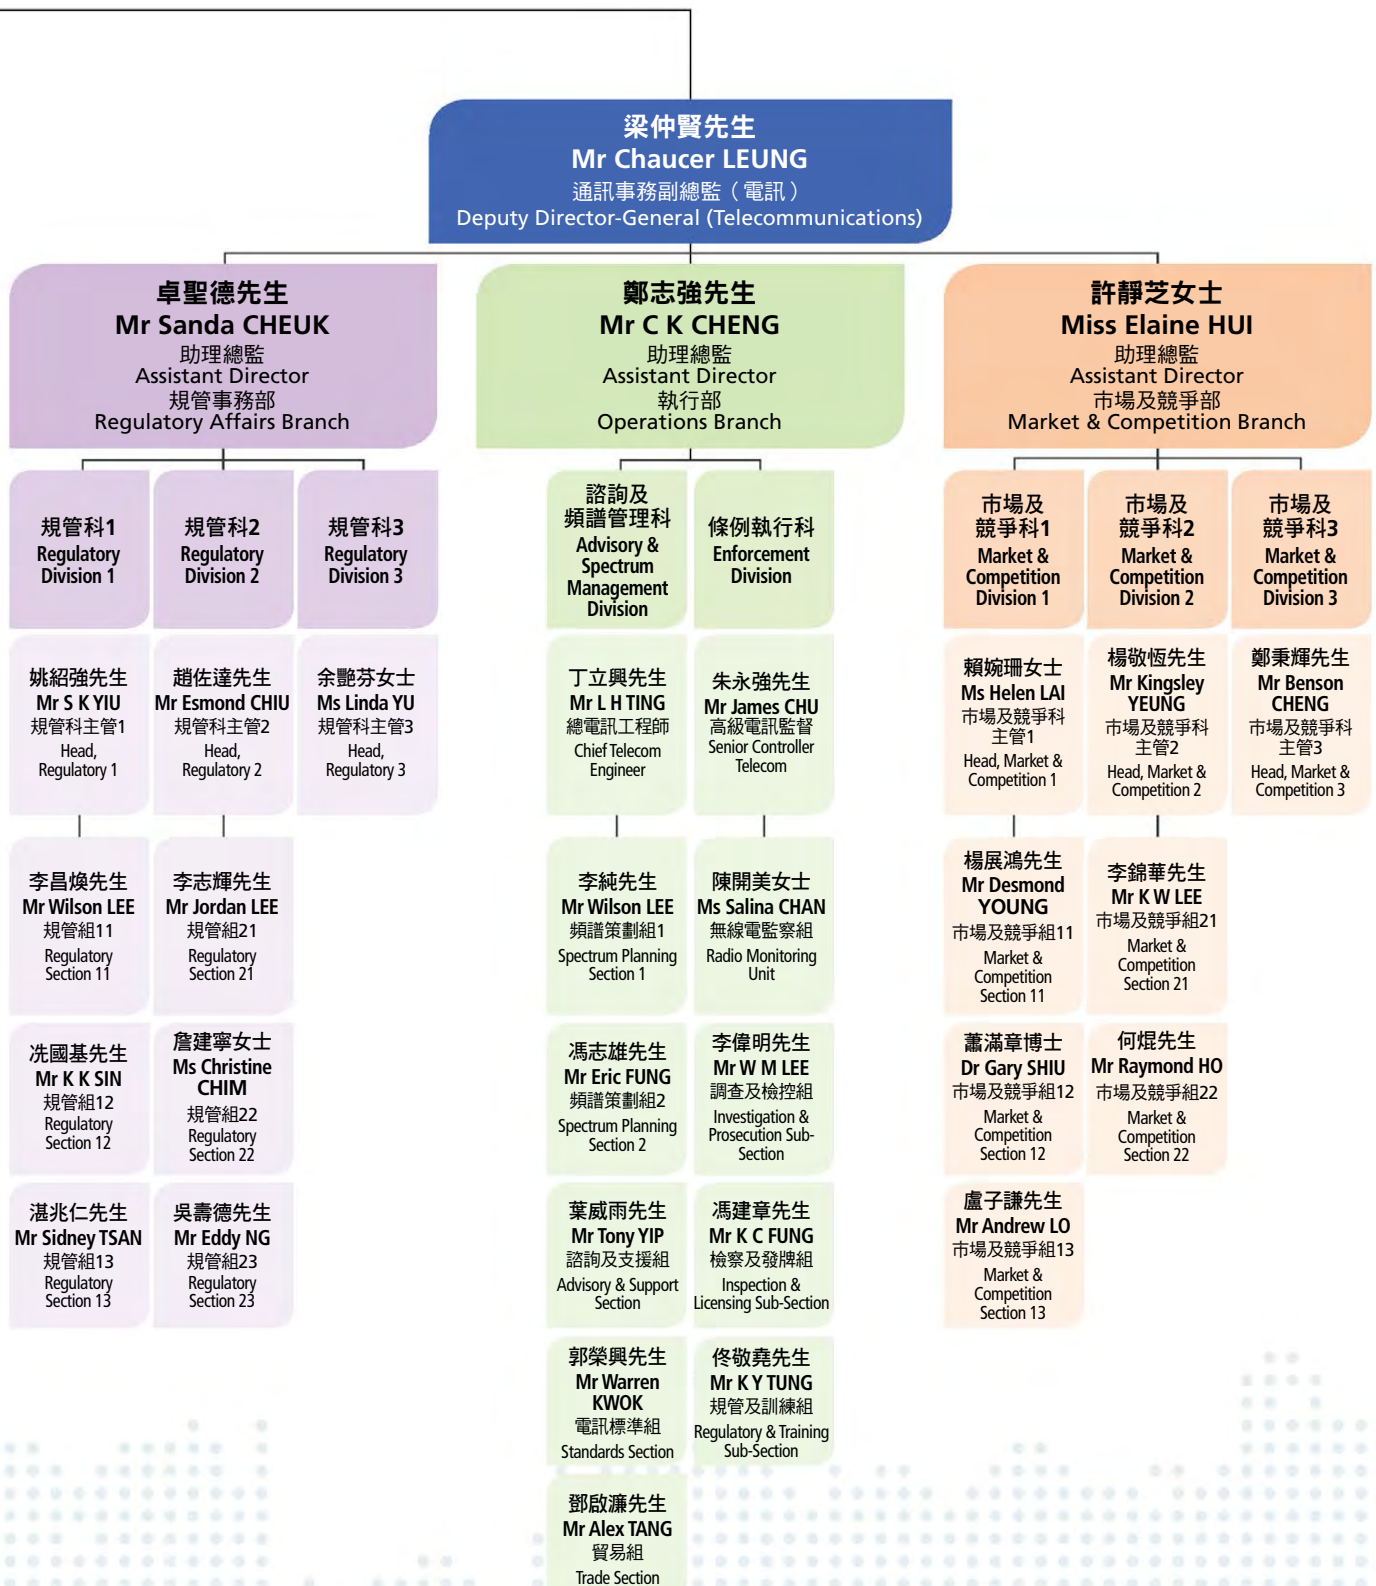 梁仲賢先生
Mr Chaucer LEUNG
通訊事務副總監（電訊）
Deputy Director-General (Telecommunications)
卓聖德先生
Mr Sanda CHEUK
助理總監
Assistant Director
規管事務部
Regulatory Affairs Branch
鄭志強先生
Mr C K CHENG
助理總監
Assistant Director
執行部
Operations Branch
許靜芝女士
Miss Elaine HUI
助理總監
Assistant Director
市場及競爭部
Market & Competition Branch
規管科1
Regulatory
Division 1
規管科2
Regulatory
Division 2
規管科3
Regulatory
Division 3
諮詢及
頻譜管理科
Advisory &
Spectrum
Management
Division
條例執行科
Enforcement
Division
市場及
競爭科1
Market &
Competition
Division 1
市場及
競爭科2
Market &
Competition
Division 2
市場及
競爭科3
Market &
Competition
Division 3
姚紹強先生
Mr S K YIU
規管科主管1
Head,
Regulatory 1
趙佐達先生
Mr Esmond CHIU
規管科主管2
Head,
Regulatory 2
余艷芬女士
Ms Linda YU
規管科主管3
Head,
Regulatory 3
丁立興先生
Mr L H TING
總電訊工程師
Chief Telecom
Engineer
朱永強先生
Mr James CHU
高級電訊監督
Senior Controller
Telecom
賴婉珊女士
Ms Helen LAI
市場及競爭科
主管1
Head, Market &
Competition 1
楊敬恆先生
Mr Kingsley
YEUNG
市場及競爭科
主管2
Head, Market &
Competition 2
鄭秉輝先生
Mr Benson
CHENG
市場及競爭科
主管3
Head, Market &
Competition 3
李昌煥先生
Mr Wilson LEE
規管組11
Regulatory
Section 11
李志輝先生
Mr Jordan LEE
規管組21
Regulatory
Section 21
李純先生
Mr Wilson LEE
頻譜策劃組1
Spectrum Planning
Section 1
陳開美女士
Ms Salina CHAN
無線電監察組
Radio Monitoring
Unit
楊展鴻先生
Mr Desmond
YOUNG
市場及競爭組11
Market &
Competition
Section 11
李錦華先生
Mr K W LEE
市場及競爭組21
Market &
Competition
Section 21
冼國基先生
Mr K K SIN
規管組12
Regulatory
Section 12
詹建寧女士
Ms Christine
CHIM
規管組22
Regulatory
Section 22
馮志雄先生
Mr Eric FUNG
頻譜策劃組2
Spectrum Planning
Section 2
李偉明先生
Mr W M LEE
調查及檢控組
Investigation &
Prosecution Sub-
Section
蕭滿章博士
Dr Gary SHIU
市場及競爭組12
Market &
Competition
Section 12
何焜先生
Mr Raymond HO
市場及競爭組22
Market &
Competition
Section 22
湛兆仁先生
Mr Sidney TSAN
規管組13
Regulatory
Section 13
吳壽德先生
Mr Eddy NG
規管組23
Regulatory
Section 23
葉威雨先生
Mr Tony YIP
諮詢及支援組
Advisory & Support
Section
馮建章先生
Mr K C FUNG
檢察及發牌組
Inspection &
Licensing Sub-Section
盧子謙先生
Mr Andrew LO
市場及競爭組13
Market &
Competition
Section 13
郭榮興先生
Mr Warren
KWOK
電訊標準組
Standards Section
佟敬堯先生
Mr K Y TUNG
規管及訓練組
Regulatory & Training
Sub-Section
鄧啟濂先生
Mr Alex TANG
貿易組
Trade Section